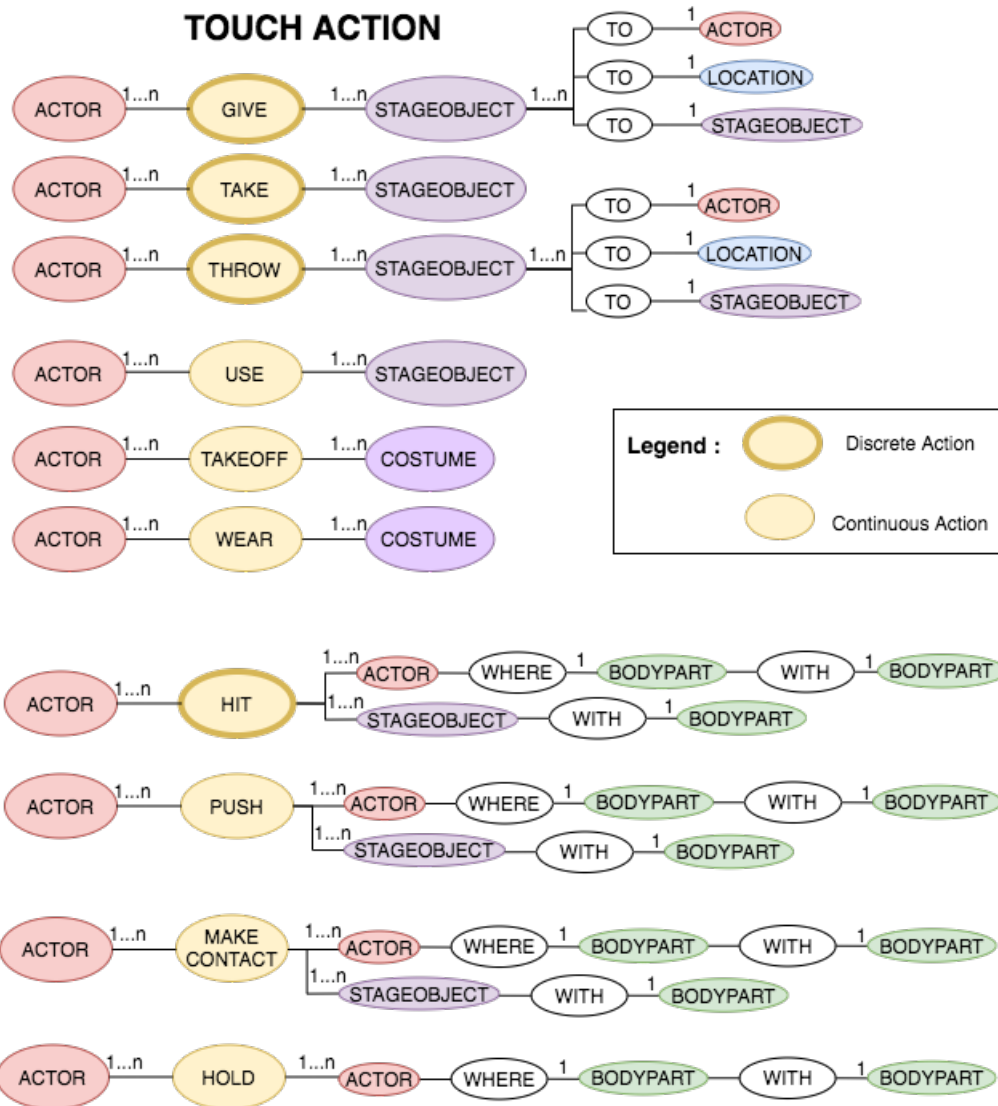 TOUCH ACTION
TO 1 ACTOR
TO 1 LOCATION
ACTOR 1...n GIVE 1...n STAGEOBJECT 1...n TO 1 STAGEOBJECT
ACTOR 1...n TAKE 1...n STAGEOBJECT
TO 1 ACTOR
TO 1 LOCATION
ACTOR 1...n THROW 1...n STAGEOBJECT 1...n
TO 1 STAGEOBJECT
ACTOR 1...n USE 1...n STAGEOBJECT
Legend : Discrete Action
ACTOR 1...n TAKEOFF 1...n COSTUME
Continuous Action
ACTOR 1...n WEAR 1...n COSTUME
1...n ACTOR WHERE 1 BODYPART WITH 1 BODYPART
ACTOR 1...n HIT
1...n STAGEOBJECT WITH 1 BODYPART
ACTOR 1...n PUSH 1...n ACTOR WHERE 1 BODYPART WITH 1 BODYPART
1...n STAGEOBJECT WITH 1 BODYPART
ACTOR 1...n MAKE CONTACT 1...n ACTOR WHERE 1 BODYPART WITH 1 BODYPART
1...n STAGEOBJECT WITH 1 BODYPART
ACTOR 1...n HOLD 1...n ACTOR WHERE 1 BODYPART WITH 1 BODYPART